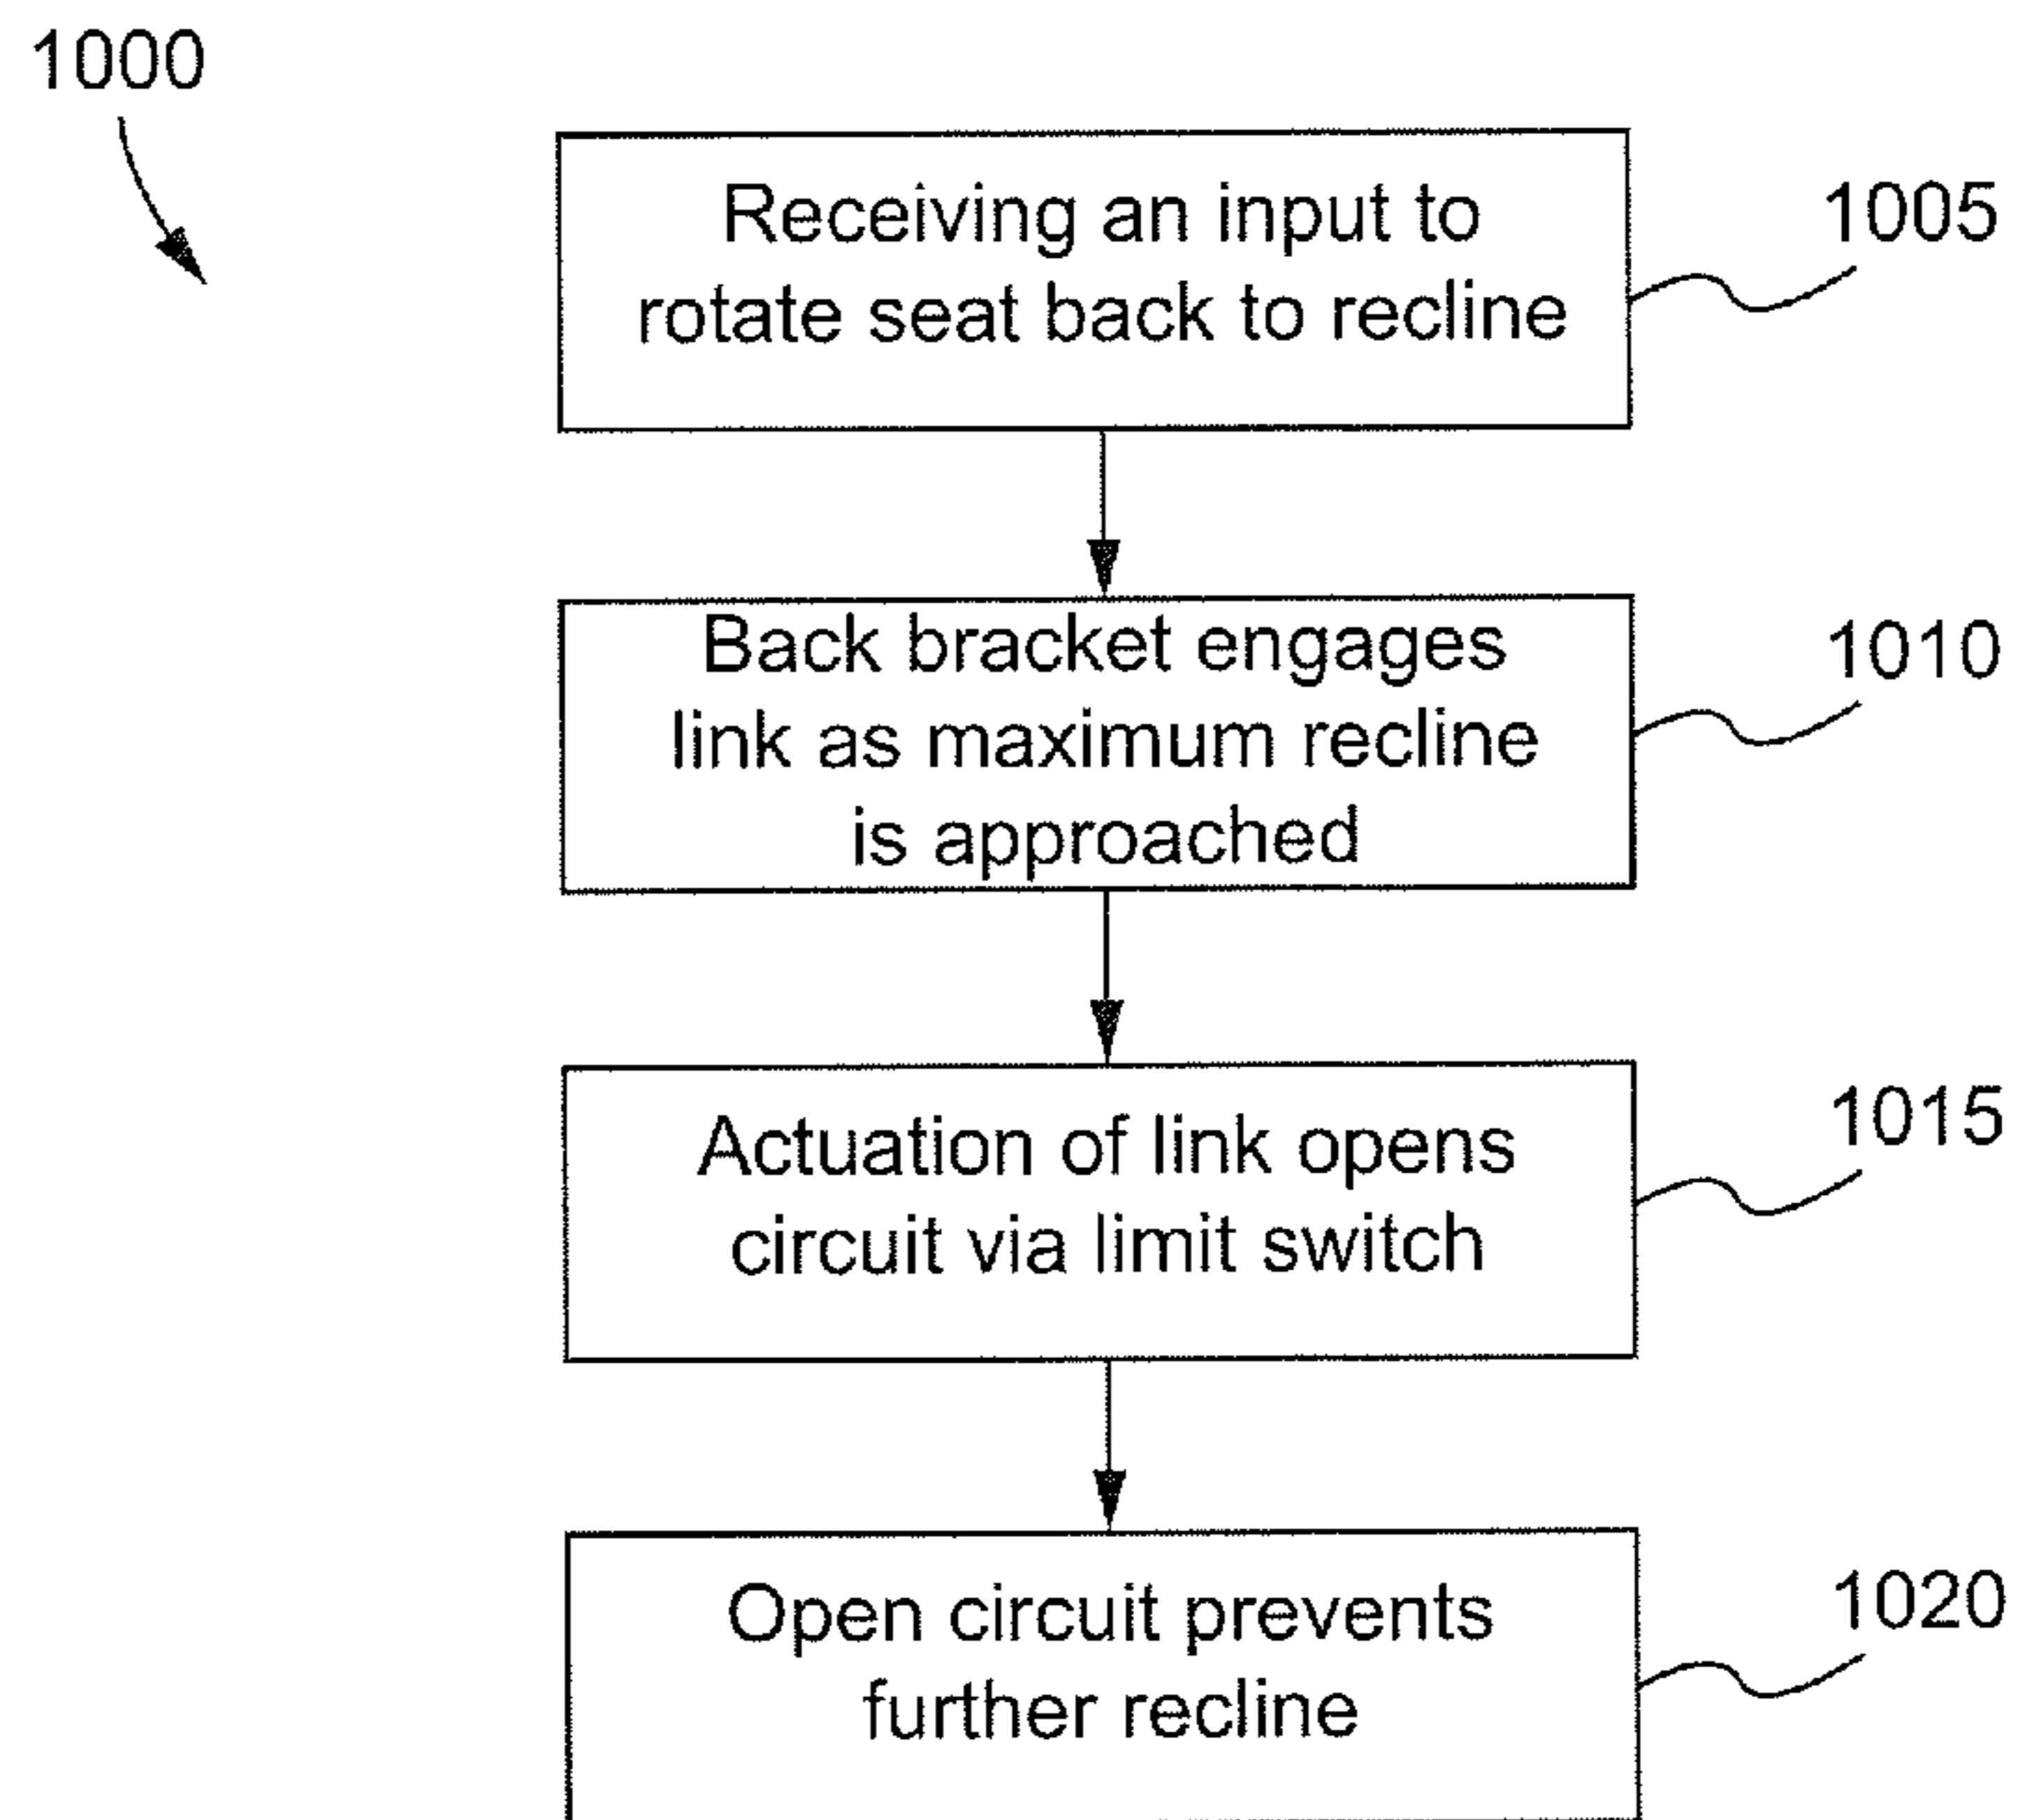 1000
Receiving an input to
rotate seat back to recline
1005
Back bracket engages
link as maximum recline
is approached
1010
Actuation of link opens
circuit via limit switch
1015
Open circuit prevents
further recline
1020